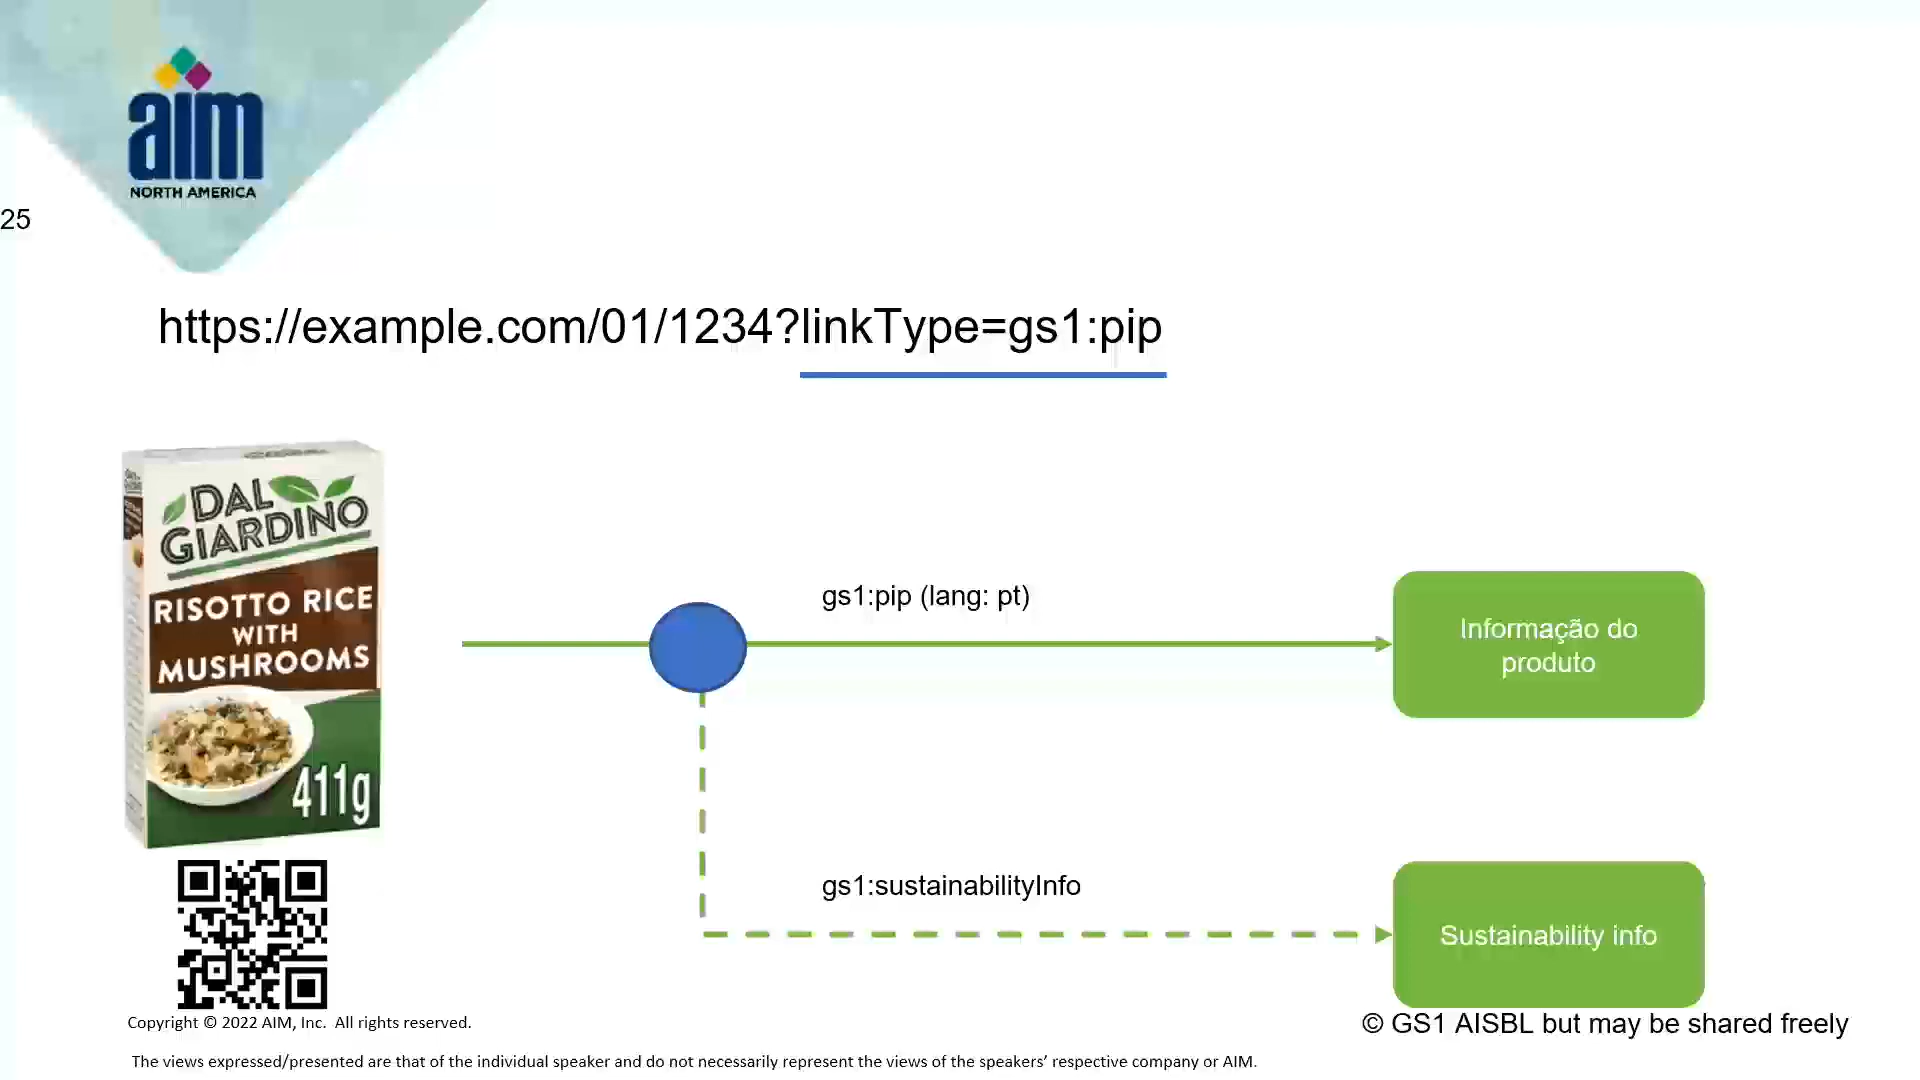 aim
NORTH AMERICA
25
https://example.com/01/1234?linkType=gs1:pip
DAL
GIARDINO
RISOTTO RICE
WITH
MUSHROOMS
411g
gs1:pip (lang: pt)
Informação do
produto
gs1:sustainabilityInfo
Sustainability info
Copyright © 2022 AIM, Inc.  All rights reserved.
© GS1 AISBL but may be shared freely
The views expressed/presented are that of the individual speaker and do not necessarily represent the views of the speakers’ respective company or AIM.